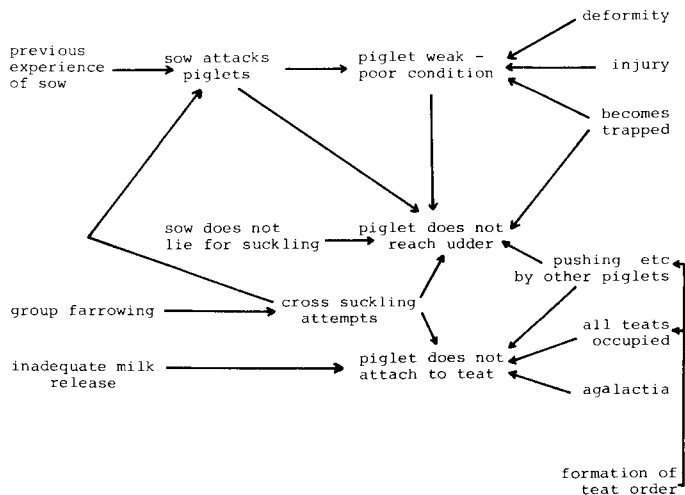 deformity
previous
experience
of sow
sow attacks
piglets
piglet weak -
poor condition
injury
becomes
trapped
sow does not
lie for suckling
piglet does not
reach udder
pushing etc
by other piglets
group farrowing
cross suckling
attempts
all teats
occupied
inadequate milk
release
piglet does not
attach to teat
agalactia
formation of
teat order